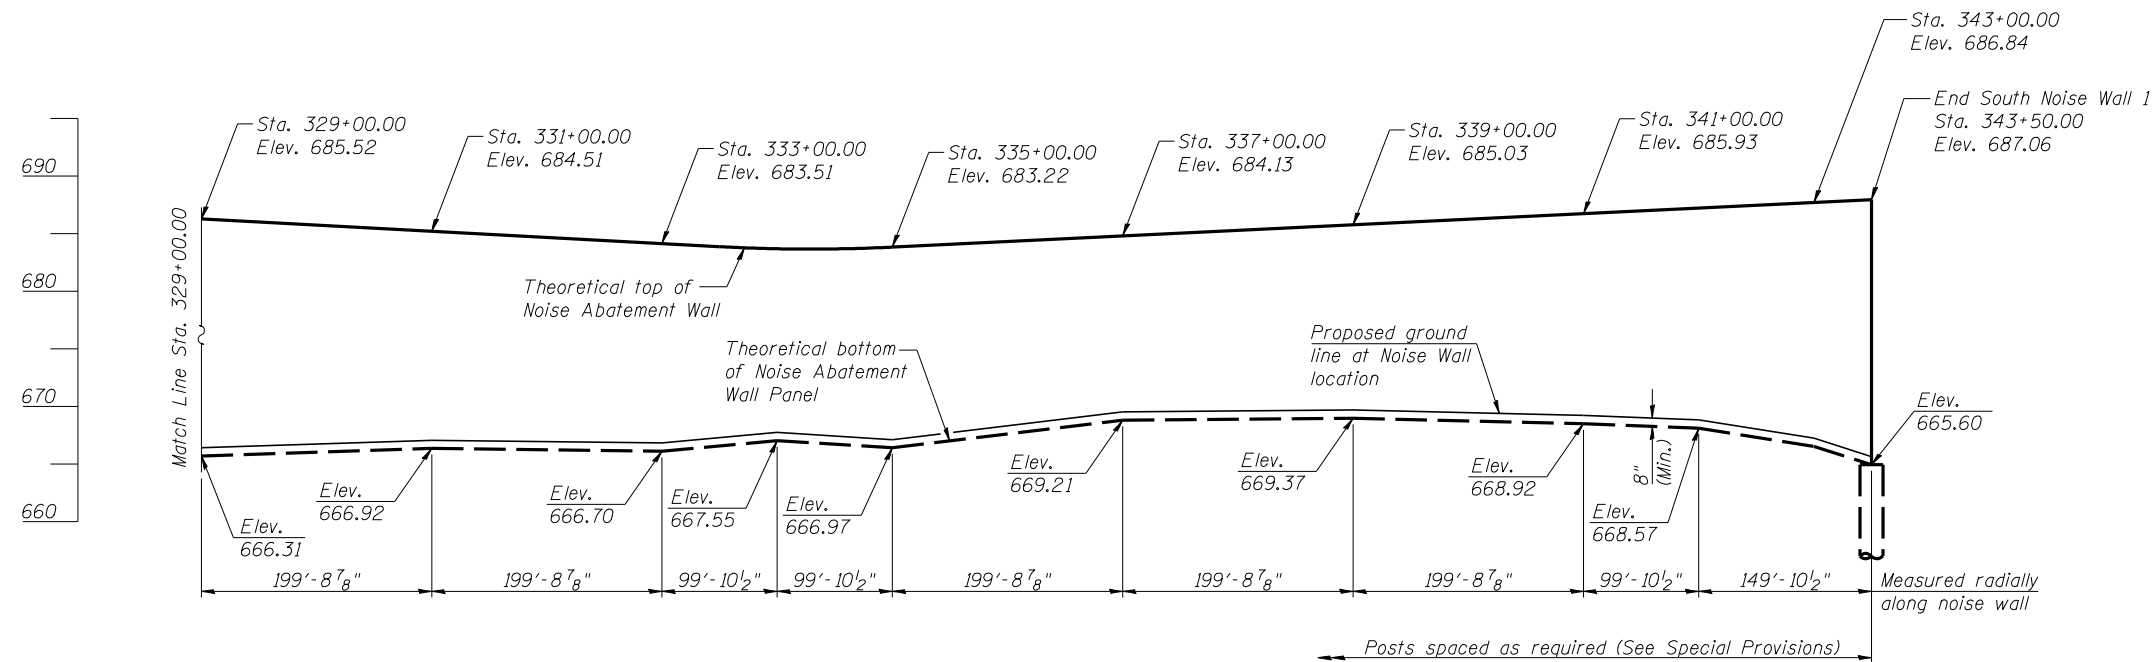 Sta. 343+00.00
Elev. 686.84
End South Noise Wall 1
Sta. 343+50.00
Elev. 687.06
Sta. 329+00.00
Elev. 685.52
Sta. 331+00.00
Elev. 684.51
Sta. 333+00.00
Elev. 683.51
Sta. 335+00.00
Elev. 683.22
Sta. 337+00.00
Elev. 684.13
Sta. 339+00.00
Elev. 685.03
Sta. 341+00.00
Elev. 685.93
690
680
670
660
Match Line Sta. 329+00.00
Theoretical top of
Noise Abatement Wall
Theoretical bottom
of Noise Abatement
Wall Panel
Proposed ground
line at Noise Wall
location
8"
(Min.)
Elev.
665.60
Elev.
666.31
Elev.
666.92
Elev.
666.70
Elev.
667.55
Elev.
666.97
Elev.
669.21
Elev.
669.37
Elev.
668.92
Elev.
668.57
199'-8 7/8"
199'-8 7/8"
99'-10 1/2"
99'-10 1/2"
199'-8 7/8"
199'-8 7/8"
199'-8 7/8"
99'-10 1/2"
149'-10 1/2"
Measured radially
along noise wall
Posts spaced as required (See Special Provisions)